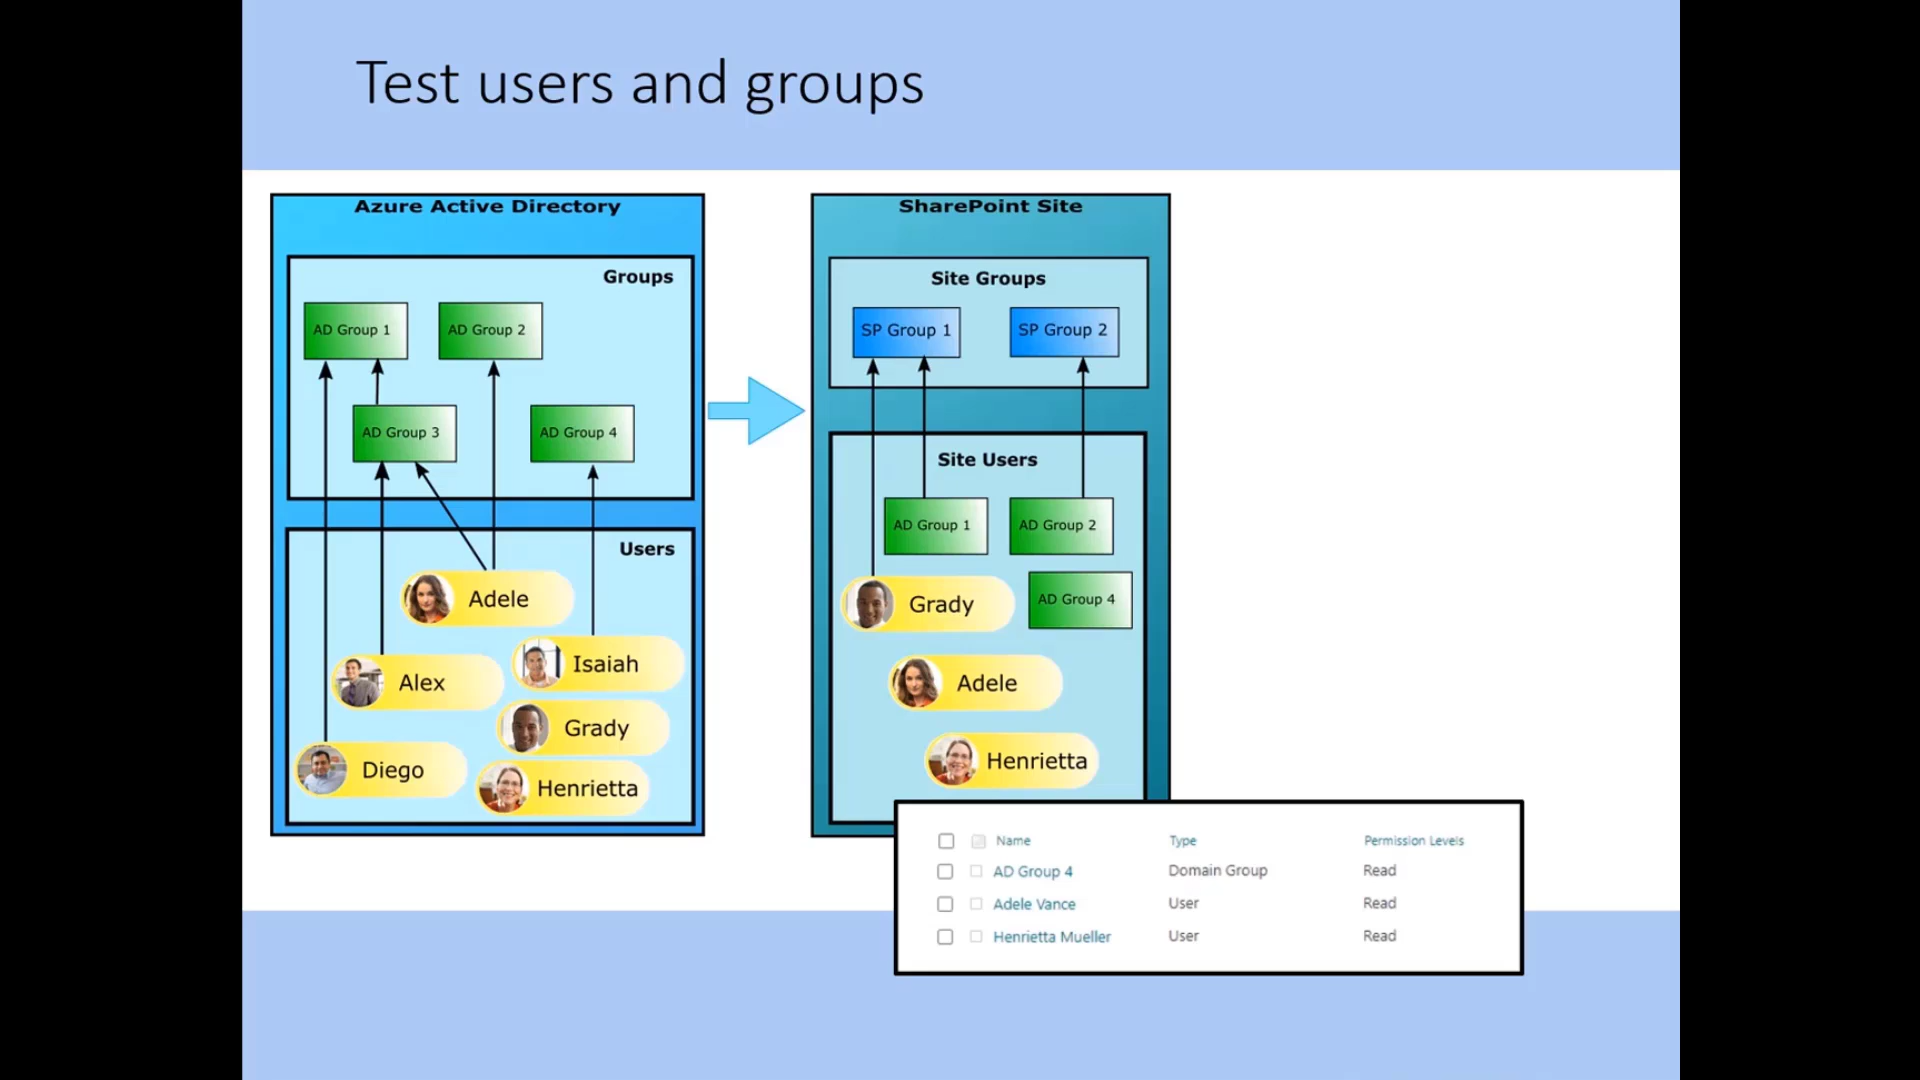 Test users and groups
Azure Active Directory
Groups
AD Group 1
AD Group 2
AD Group 3
AD Group 4
Users
Adele
Isaiah
Alex
Grady
Diego
Henrietta
SharePoint Site
Site Groups
SP Group 1
SP Group 2
Site Users
AD Group 1
AD Group 2
Grady
AD Group 4
Adele
Henrietta
Name Type Permission Levels
AD Group 4 Domain Group Read
Adele Vance User Read
Henrietta Mueller User Read